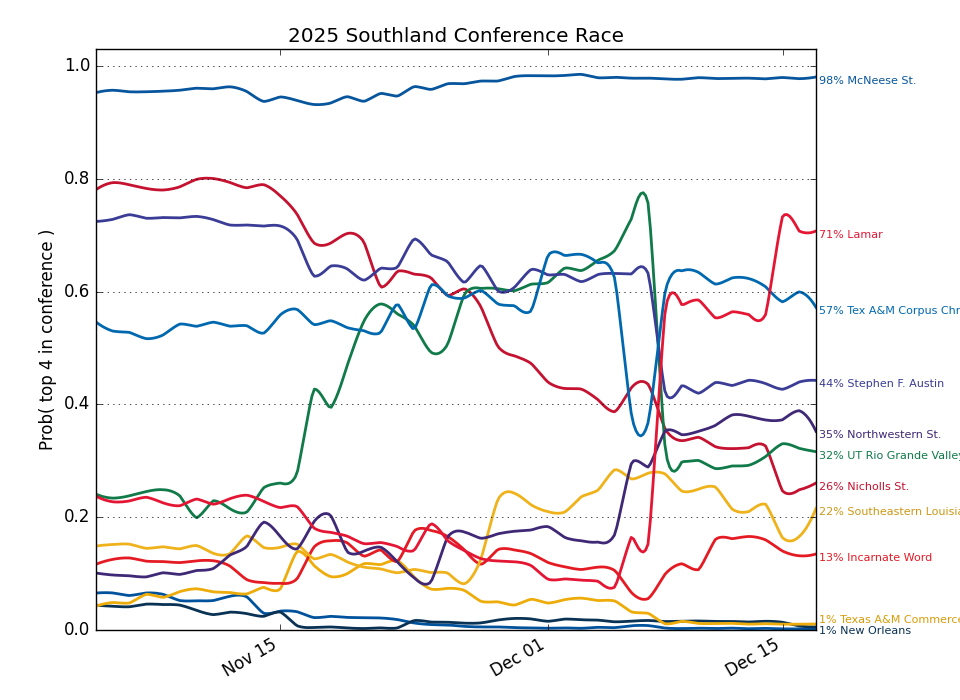 2025 Southland Conference Race
Prob( top 4 in conference )
1.0
0.8
0.6
0.4
0.2
0.0
Nov 15
Dec 01
Dec 15
98% McNeese St.
71% Lamar
57% Tex A&M Corpus Chr
44% Stephen F. Austin
35% Northwestern St.
32% UT Rio Grande Valley
26% Nicholls St.
22% Southeastern Louisia
13% Incarnate Word
1% Texas A&M Commerce
1% New Orleans